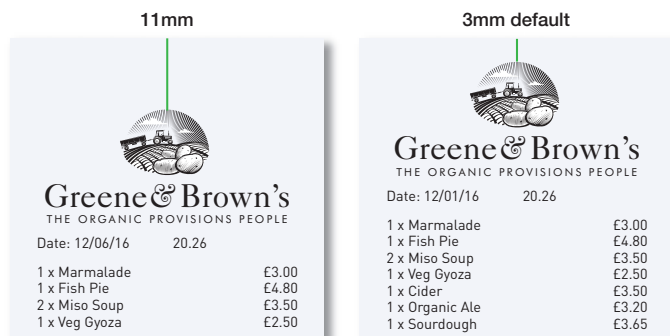 11mm
Greene & Brown's
THE ORGANIC PROVISIONS PEOPLE
Date: 12/06/16 20.26
1 x Marmalade £3.00
1 x Fish Pie £4.80
2 x Miso Soup £3.50
1 x Veg Gyoza £2.50
3mm default
Greene & Brown's
THE ORGANIC PROVISIONS PEOPLE
Date: 12/01/16 20.26
1 x Marmalade £3.00
1 x Fish Pie £4.80
2 x Miso Soup £3.50
1 x Veg Gyoza £2.50
1 x Cider £3.50
1 x Organic Ale £3.20
1 x Sourdough £3.65